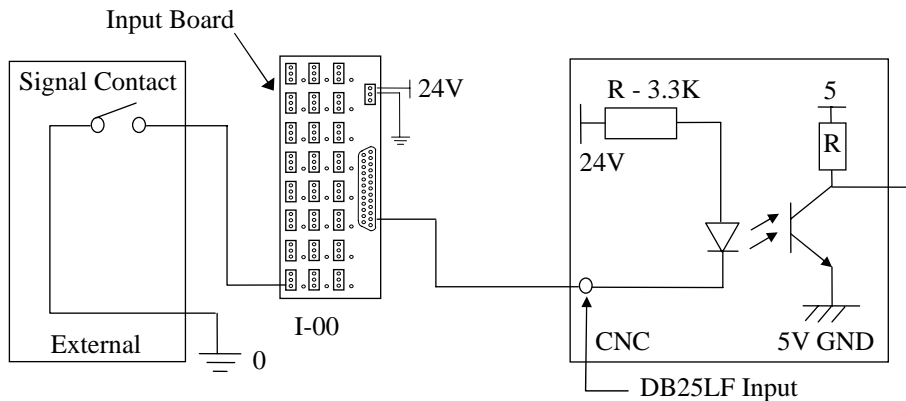 Input Board
Signal Contact
24V
R - 3.3K
5
R
24V
I-00
External
0
CNC
5V GND
DB25LF Input